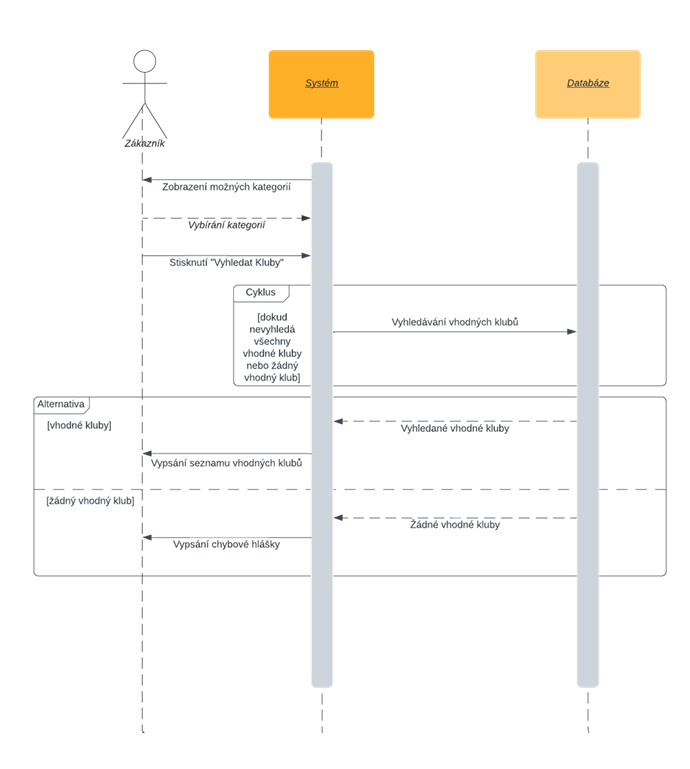 Systém
Databáze
Zákazník
Zobrazení možných kategorií
Vybírání kategorií
Stisknutí "Vyhledat Kluby"
Cyklus
[dokud
nevyhledá
všechny
vhodné kluby
nebo žádný
vhodný klub]
Vyhledávání vhodných klubů
Alternativa
[vhodné kluby]
Vyhledané vhodné kluby
Vypsání seznamu vhodných klubů
[žádný vhodný klub]
Žádné vhodné kluby
Vypsání chybové hlášky